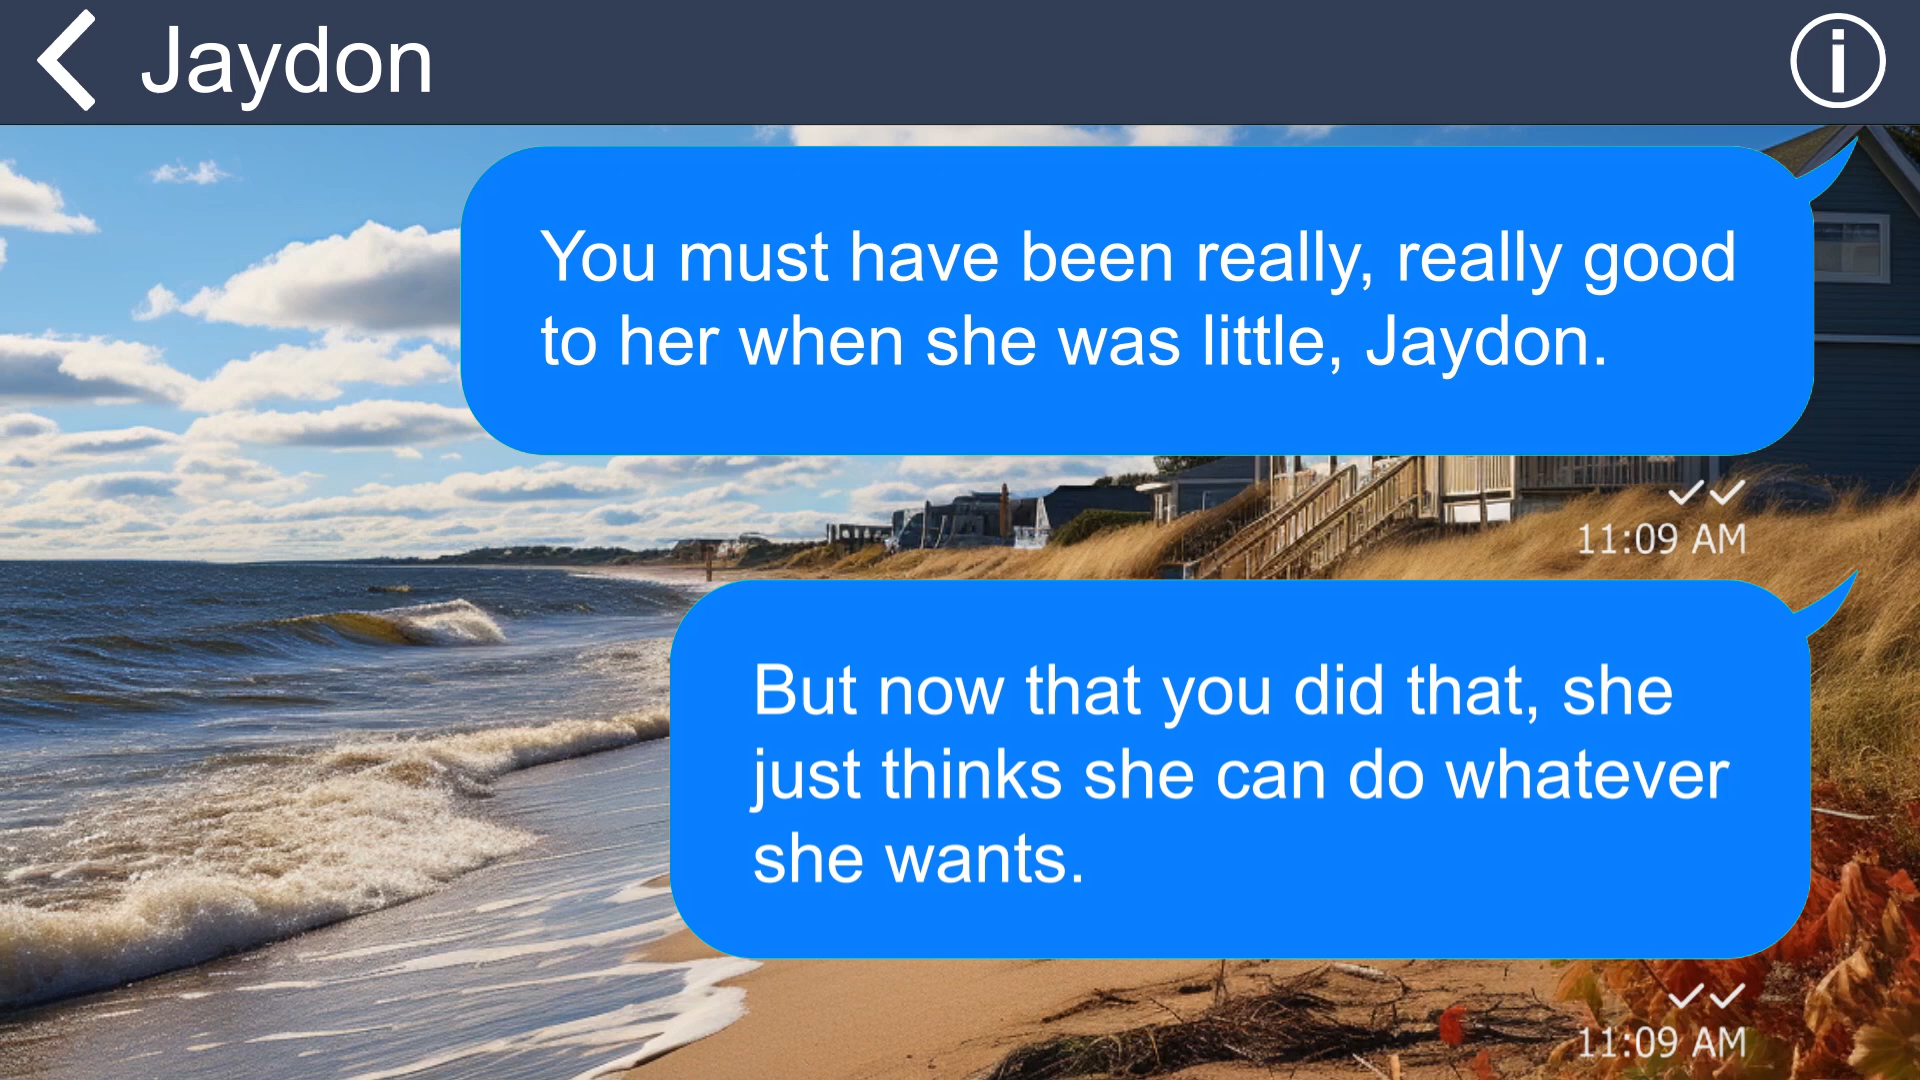 Jaydon
You must have been really, really good
to her when she was little, Jaydon.
11:09 AM
But now that you did that, she
just thinks she can do whatever
she wants.
11:09 AM